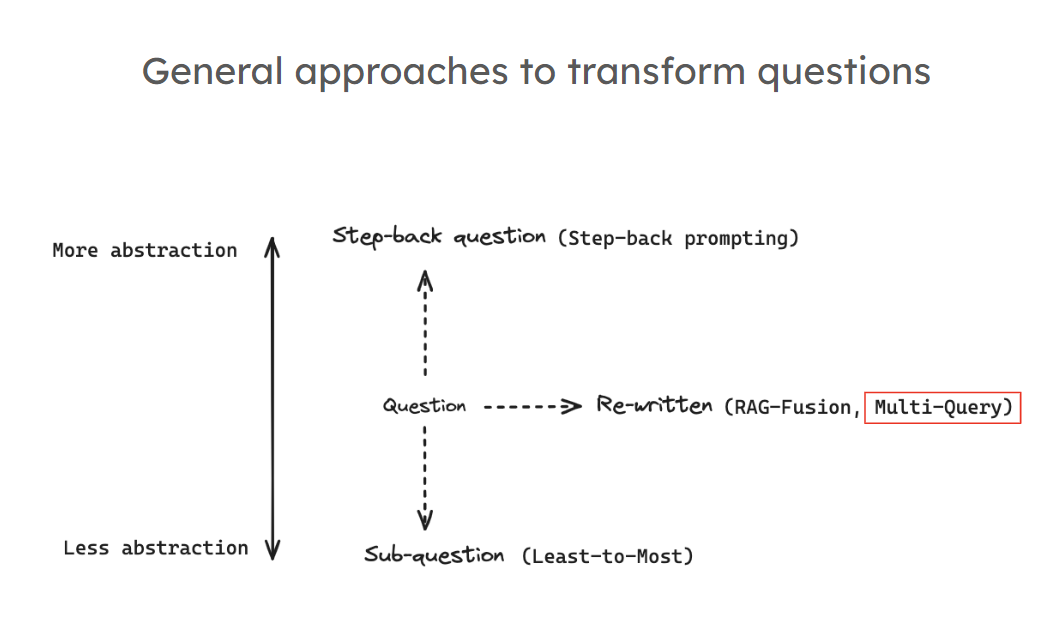 General approaches to transform questions
More abstraction
Step-back question (Step-back prompting)
Question
Re-written (RAG-Fusion, Multi-Query)
Less abstraction
Sub-question (Least-to-Most)